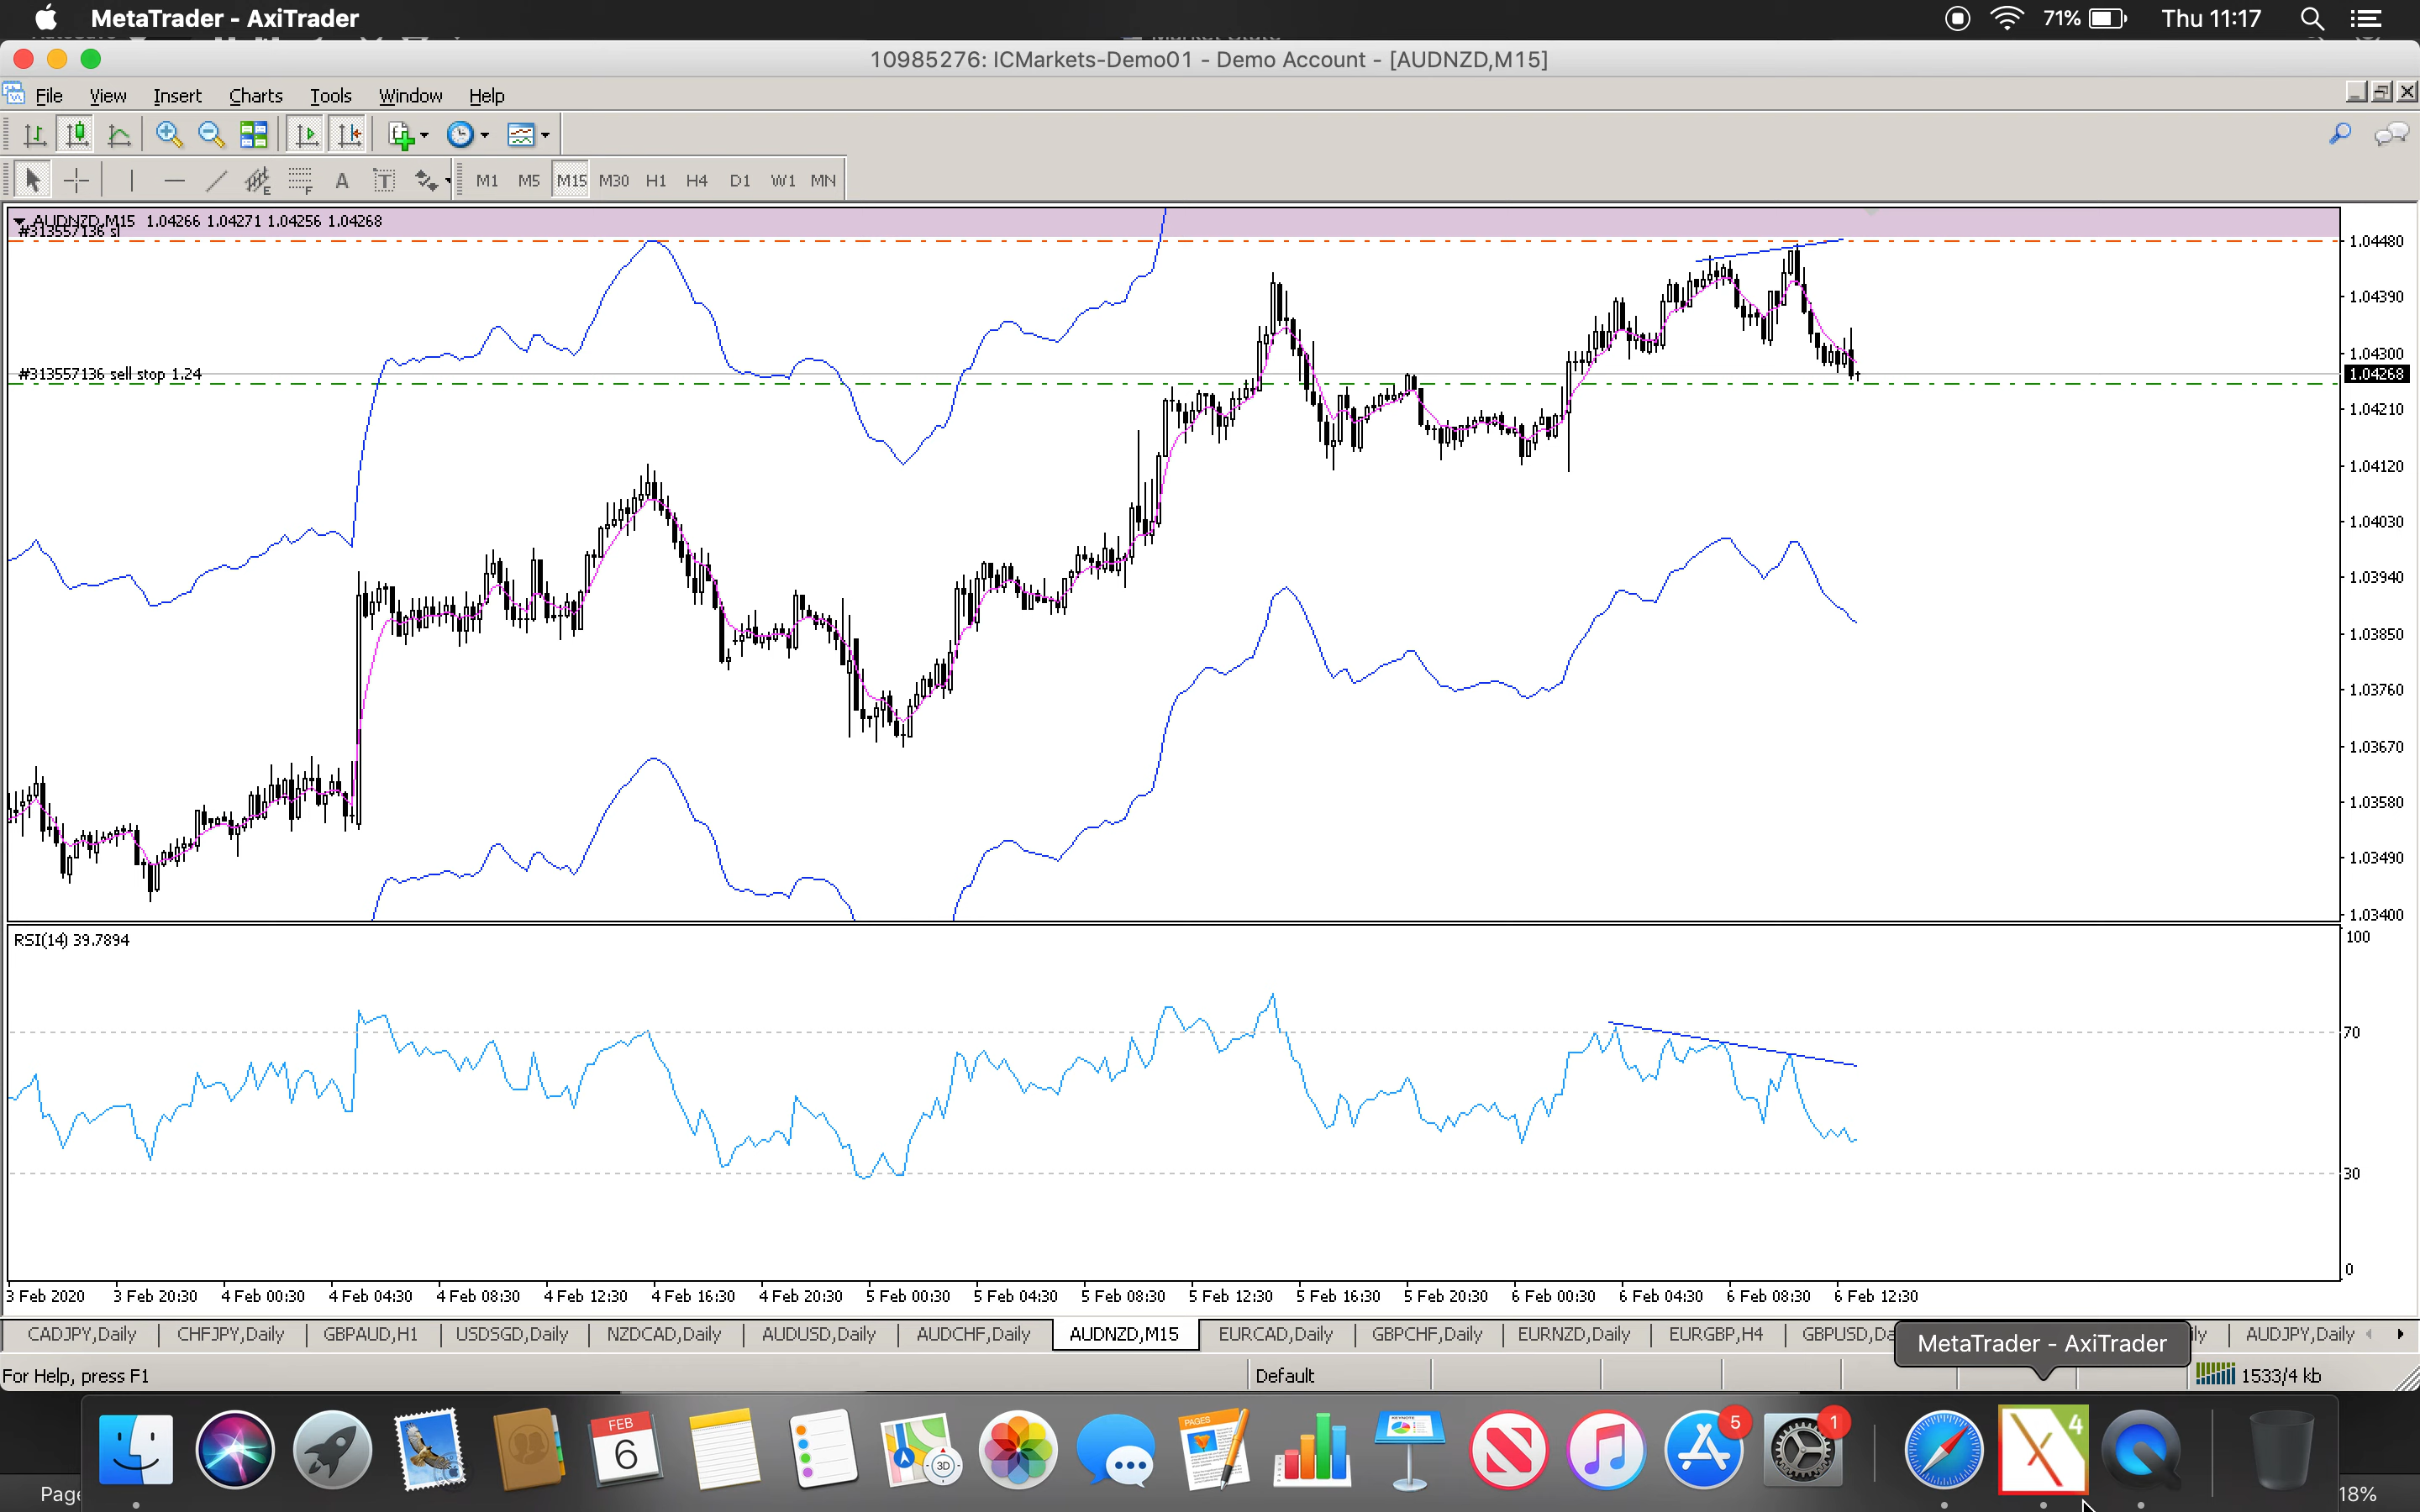 MetaTrader - AxiTrader
71%
Thu 11:17
10985276: ICMarkets-Demo01 - Demo Account - [AUDNZD,M15]
File View Insert Charts Tools Window Help
E F A T M1 M5 M15 M30 H1 H4 D1 W1 MN
AUDNZD,M15 1.04266 1.04271 1.04256 1.04268
#313557136 sl
#313557136 sell stop 1.24
1.04480
1.04390
1.04300
1.04268
1.04210
1.04120
1.04030
1.03940
1.03850
1.03760
1.03670
1.03580
1.03490
1.03400
RSI(14) 39.7894
100
70
30
0
3 Feb 2020 3 Feb 20:30 4 Feb 00:30 4 Feb 04:30 4 Feb 08:30 4 Feb 12:30 4 Feb 16:30 4 Feb 20:30 5 Feb 00:30 5 Feb 04:30 5 Feb 08:30 5 Feb 12:30 5 Feb 16:30 5 Feb 20:30 6 Feb 00:30 6 Feb 04:30 6 Feb 08:30 6 Feb 12:30
CADJPY,Daily CHFJPY,Daily GBPAUD,H1 USDSGD,Daily NZDCAD,Daily AUDUSD,Daily AUDCHF,Daily AUDNZD,M15 EURCAD,Daily GBPCHF,Daily EURNZD,Daily EURGBP,H4 GBPUSD,Da ily AUDJPY,Daily
MetaTrader - AxiTrader
For Help, press F1
Default
1533/4 kb
FEB
6
3D
PAGES
KEYNOTE
5
1
4
Page
18%